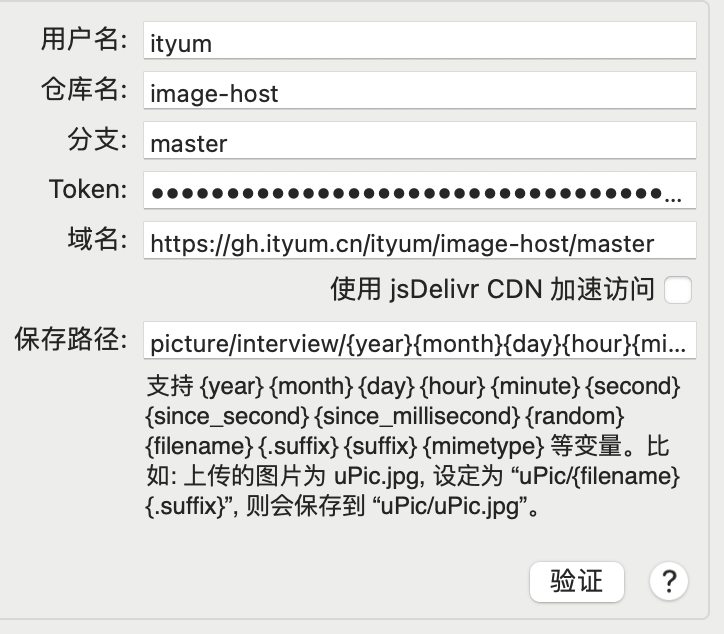 用户名: ityum
仓库名: image-host
分支: master
Token: ●●●●●●●●●●●●●●●●●●●●●●●●●●●●●●●●●●...
域名: https://gh.ityum.cn/ityum/image-host/master
使用 jsDelivr CDN 加速访问
保存路径: picture/interview/{year}{month}{day}{hour}{mi...
支持 {year} {month} {day} {hour} {minute} {second}
{since_second} {since_millisecond} {random}
{filename} {.suffix} {suffix} {mimetype} 等变量。比
如: 上传的图片为 uPic.jpg, 设定为 “uPic/{filename}
{.suffix}”, 则会保存到 “uPic/uPic.jpg”。
验证 ?